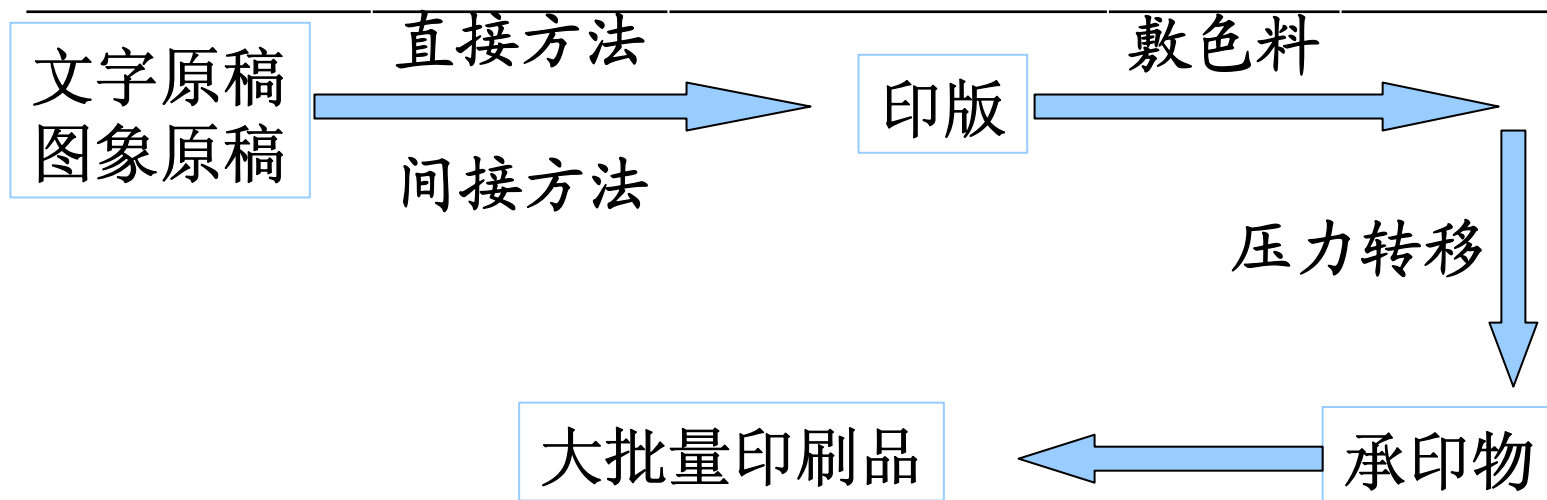 文字原稿
图象原稿
直接方法
间接方法
印版
敷色料
压力转移
承印物
大批量印刷品